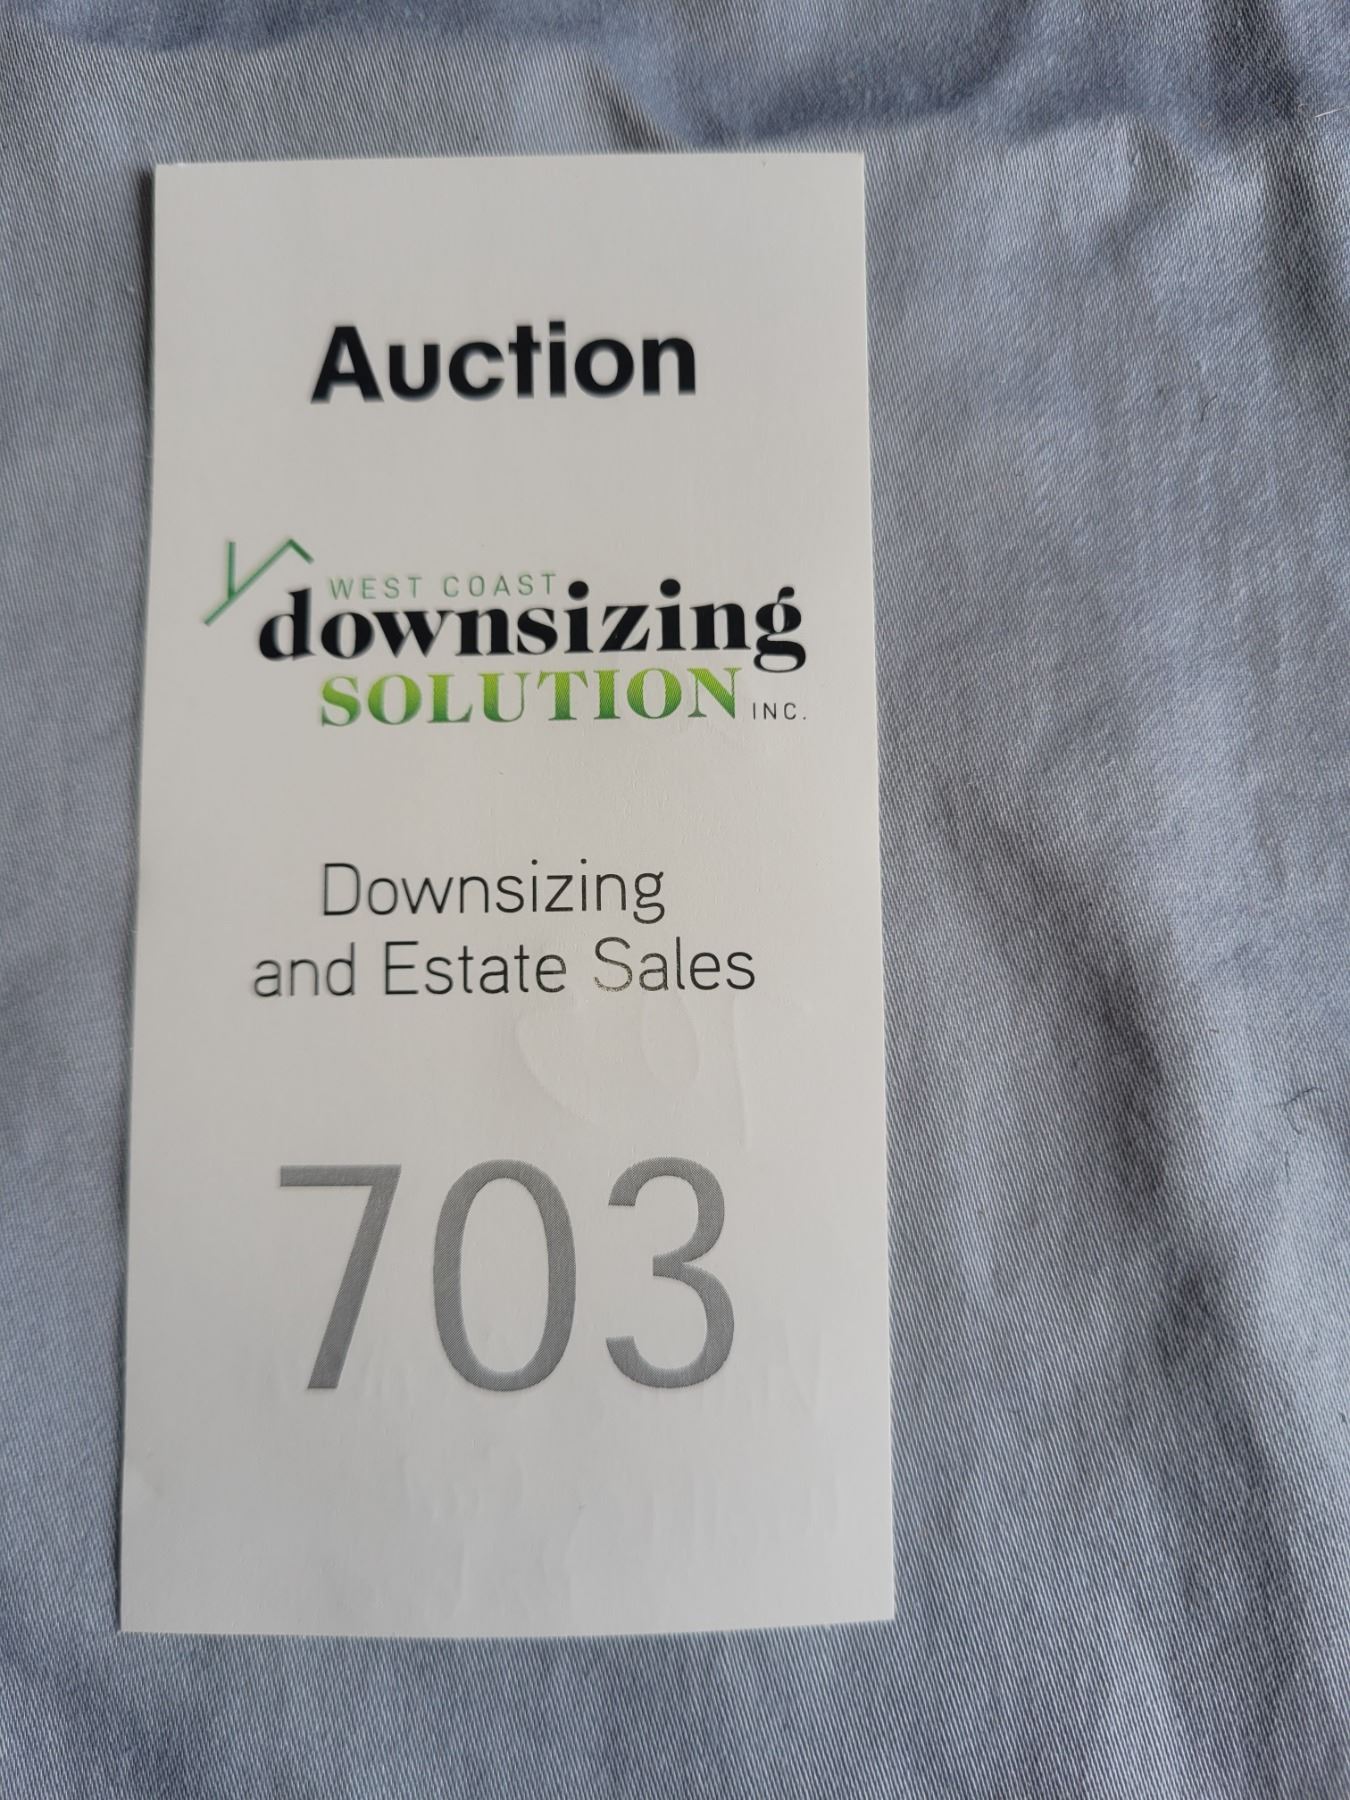 Auction
WEST COAST
downsizing
SOLUTION INC.
Downsizing
and Estate Sales
703